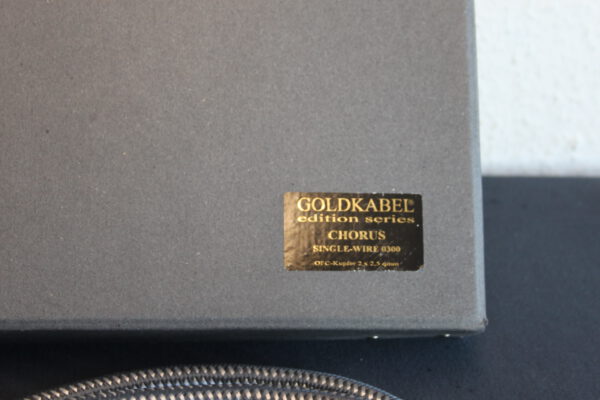 GOLDKABEL®
edition series
CHORUS
SINGLE-WIRE 0300
OFC-Kupfer 2 x 2,5 qmm